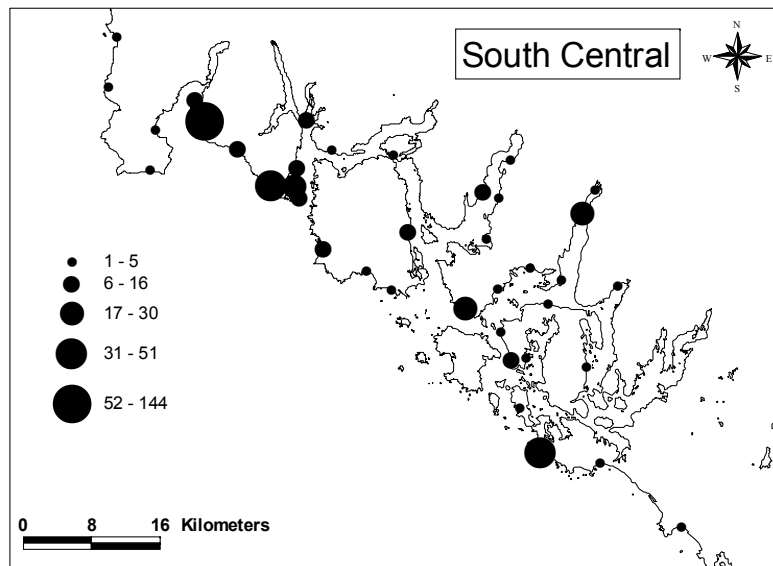 South Central
N
W E
S
1 - 5
6 - 16
17 - 30
31 - 51
52 - 144
0 8 16 Kilometers